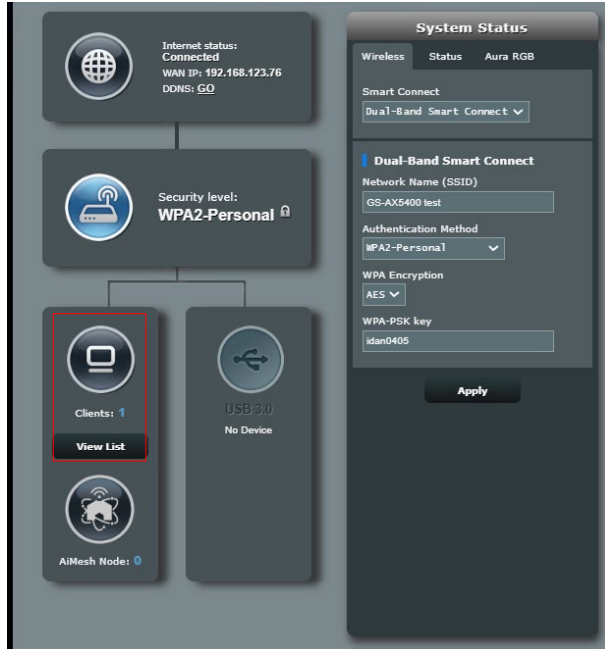 Internet status:
Connected
WAN IP: 192.168.123.76
DDNS: GO
Security level:
WPA2-Personal
Clients: 1
View List
AiMesh Node: 0
USB 3.0
No Device
System Status
Wireless Status Aura RGB
Smart Connect
Dual-Band Smart Connect
Dual-Band Smart Connect
Network Name (SSID)
GS-AX5400 test
Authentication Method
WPA2-Personal
WPA Encryption
AES
WPA-PSK key
idan0405
Apply